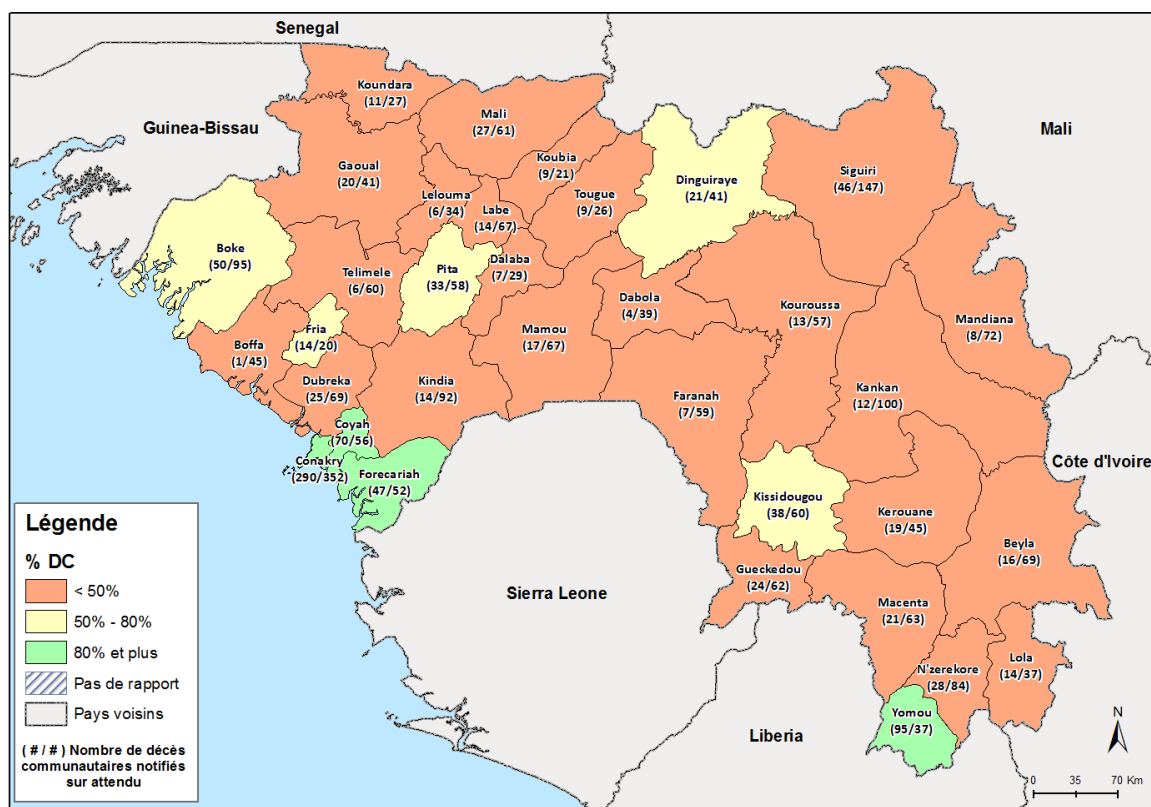 Senegal
Koundara
(11/27)
Mali
(27/61)
Guinea-Bissau
Mali
Koubia
(9/21)
Gaoual
(20/41)
Siguiri
(46/147)
Dinguiraye
(21/41)
Lelouma
(6/34)
Tougue
(9/26)
Labe
(14/67)
Boke
(50/95)
Dalaba
(7/29)
Pita
(33/58)
Telimele
(6/60)
Dabola
(4/39)
Kouroussa
(13/57)
Mandiana
(8/72)
Fria
(14/20)
Mamou
(17/67)
Boffa
(1/45)
Dubreka
(25/69)
Kindia
(14/92)
Kankan
(12/100)
Faranah
(7/59)
Coyah
(70/56)
Conakry
(290/352)
Forecariah
(47/52)
Côte d'Ivoire
Kissidougou
(38/60)
Kerouane
(19/45)
Beyla
(16/69)
Gueckedou
(24/62)
Sierra Leone
Macenta
(21/63)
Lola
(14/37)
N'zerekore
(28/84)
Yomou
(95/37)
Liberia
N
0 35 70 Km
Légende
% DC
< 50%
50% - 80%
80% et plus
Pas de rapport
Pays voisins
( # / # ) Nombre de décès
communautaires notifiés
sur attendu